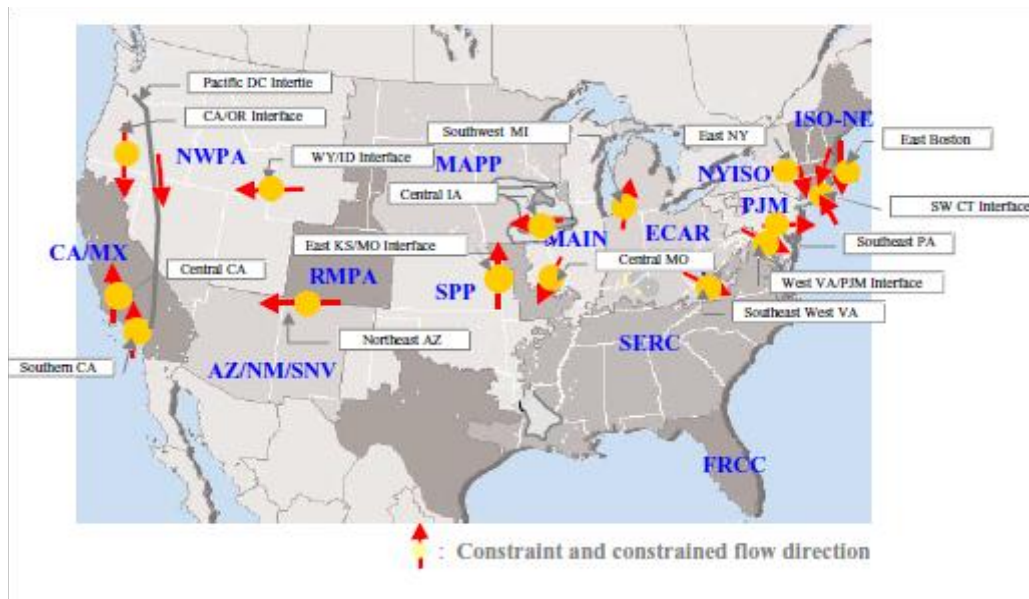 Pacific DC Intertie
CA/OR Interface
NWPA
WY/ID Interface
Southwest MI
MAPP
Central IA
East NY
ISO-NE
East Boston
NYISO
PJM
SW CT Interface
CA/MX
Central CA
East KS/MO Interface
RMPA
MAIN
ECAR
Central MO
Southeast PA
SPP
West VA/PJM Interface
Southeast West VA
Northeast AZ
SERC
Southern CA
AZ/NM/SNV
FRCC
: Constraint and constrained flow direction